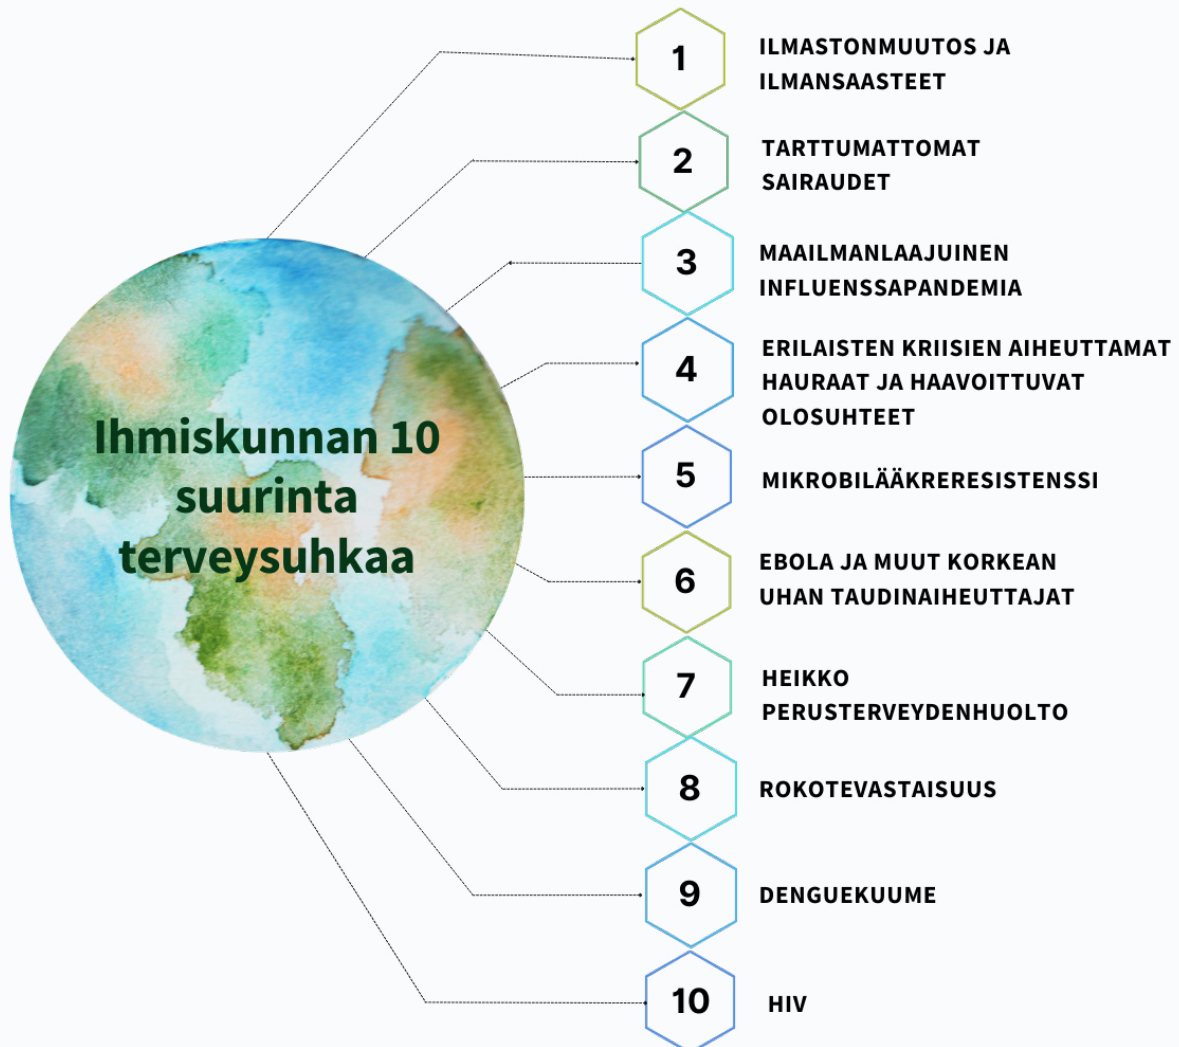 Ihmiskunnan 10
suurinta
terveysuhkaa
1
ILMASTONMUUTOS JA
ILMANSAASTEET
2
TARTTUMATTOMAT
SAIRAUDET
3
MAAILMANLAAJUINEN
INFLUENSSAPANDEMIA
4
ERILAISTEN KRIISIEN AIHEUTTAMAT
HAURAAT JA HAAVOITTUVAT
OLOSUHTEET
5
MIKROBILÄÄKRERESISTENSSI
6
EBOLA JA MUUT KORKEAN
UHAN TAUDINAIHEUTTAJAT
7
HEIKKO
PERUSTERVEYDENHUOLTO
8
ROKOTEVASTAISUUS
9
DENGUEKUUME
10
HIV